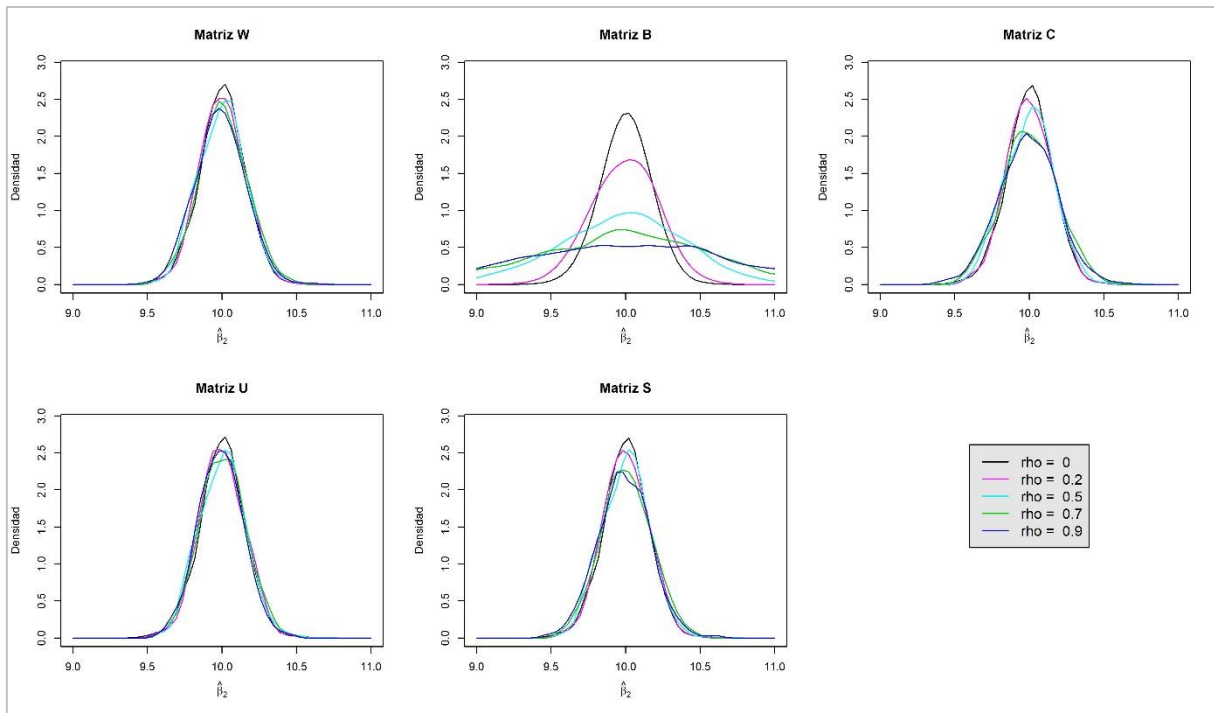 Matriz W
Densidad
0.0 0.5 1.0 1.5 2.0 2.5 3.0
9.0 9.5 10.0 10.5 11.0
β̂2
Matriz B
Densidad
0.0 0.5 1.0 1.5 2.0 2.5 3.0
9.0 9.5 10.0 10.5 11.0
β̂2
Matriz C
Densidad
0.0 0.5 1.0 1.5 2.0 2.5 3.0
9.0 9.5 10.0 10.5 11.0
β̂2
Matriz U
Densidad
0.0 0.5 1.0 1.5 2.0 2.5 3.0
9.0 9.5 10.0 10.5 11.0
β̂2
Matriz S
Densidad
0.0 0.5 1.0 1.5 2.0 2.5 3.0
9.0 9.5 10.0 10.5 11.0
β̂2
rho = 0
rho = 0.2
rho = 0.5
rho = 0.7
rho = 0.9